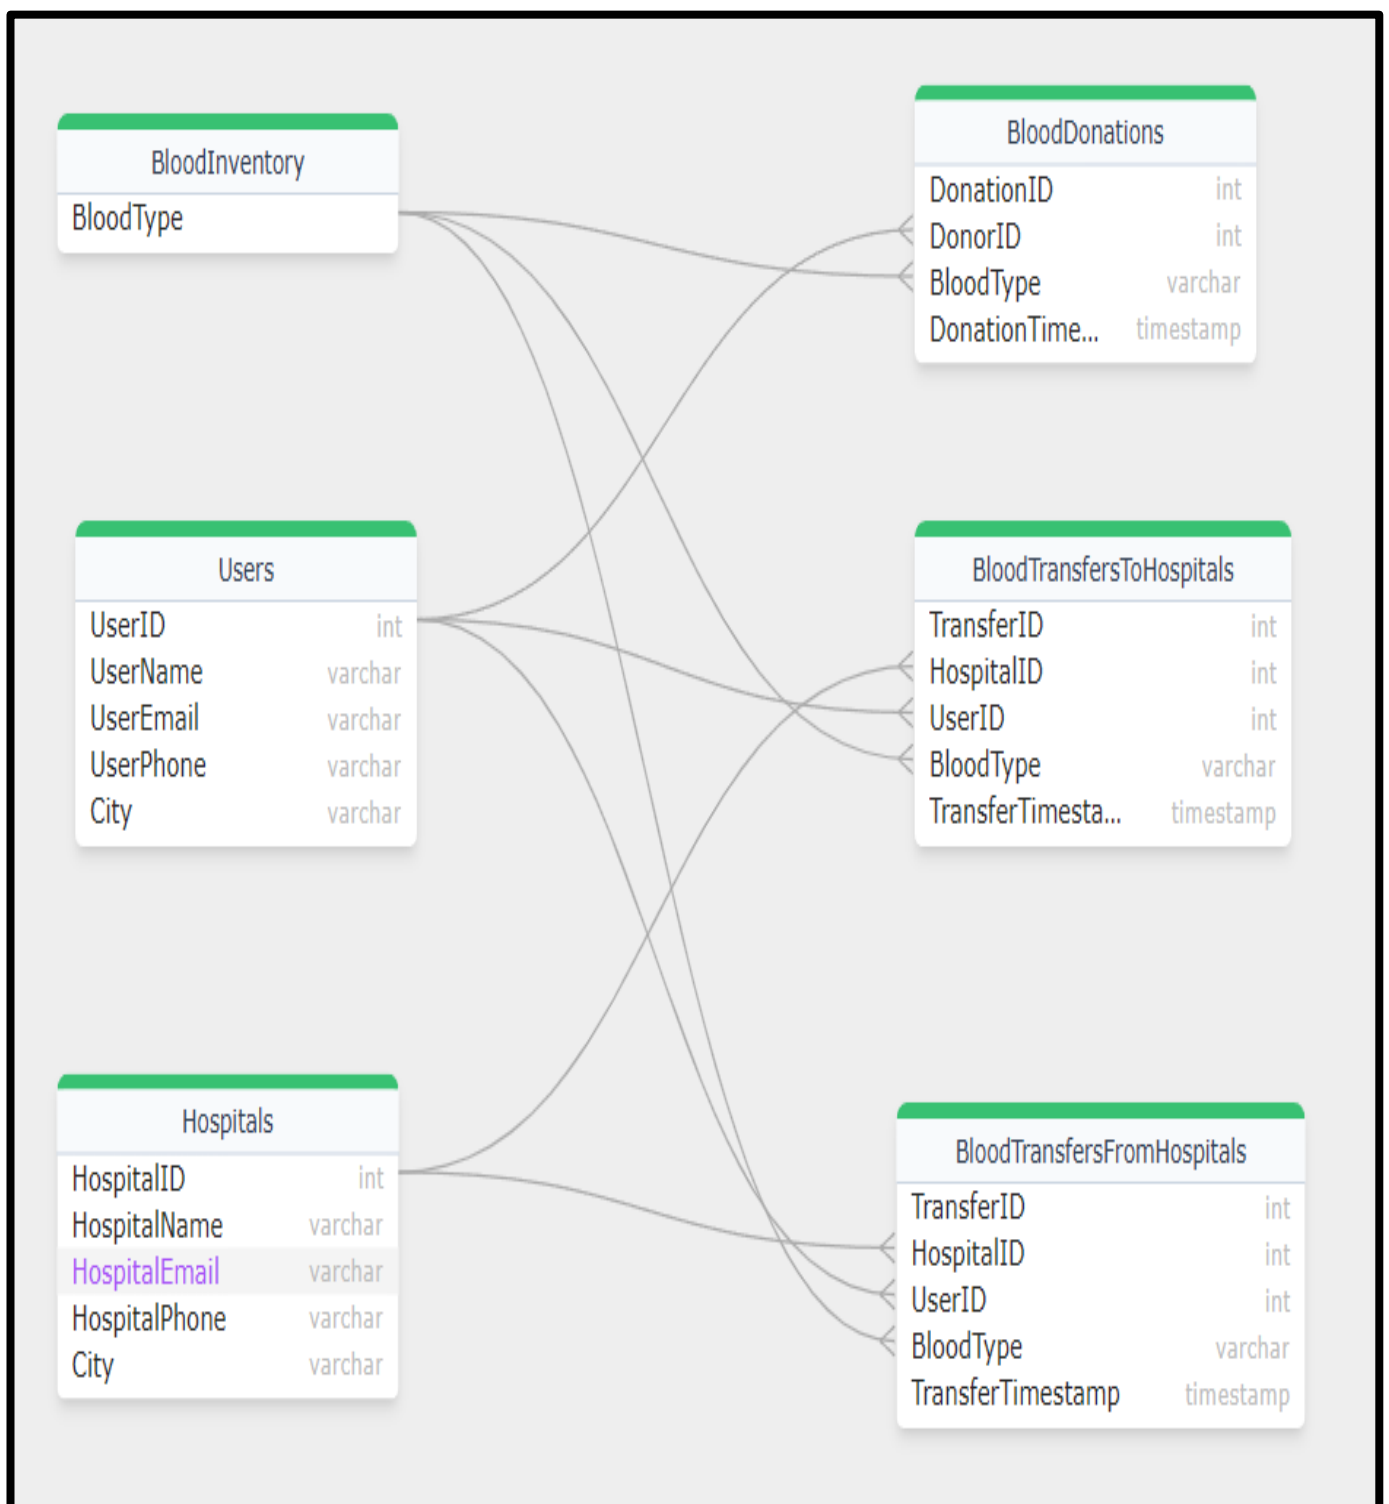 BloodInventory
BloodType
BloodDonations
DonationID int
DonorID int
BloodType varchar
DonationTime... timestamp
Users
UserID int
UserName varchar
UserEmail varchar
UserPhone varchar
City varchar
BloodTransfersToHospitals
TransferID int
HospitalID int
UserID int
BloodType varchar
TransferTimesta... timestamp
Hospitals
HospitalID int
HospitalName varchar
HospitalEmail varchar
HospitalPhone varchar
City varchar
BloodTransfersFromHospitals
TransferID int
HospitalID int
UserID int
BloodType varchar
TransferTimestamp timestamp